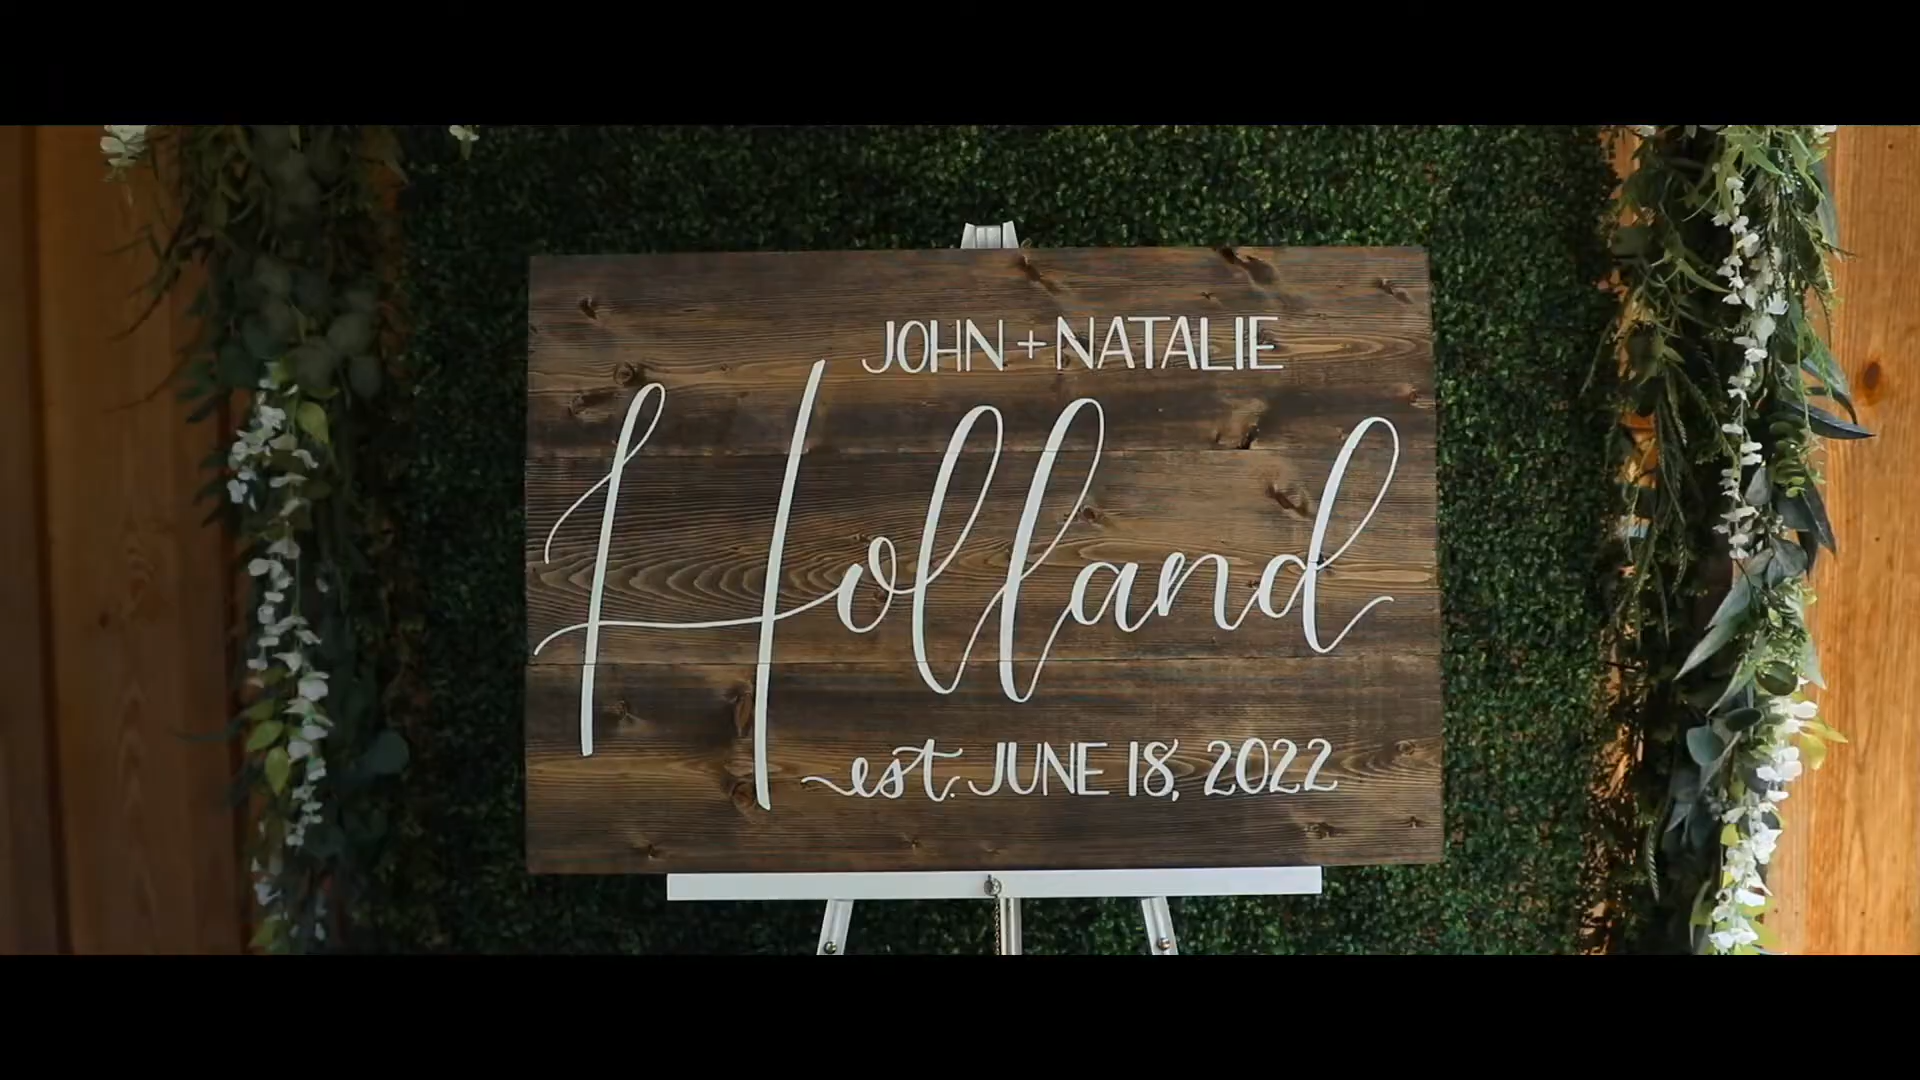 JOHN + NATALIE
Holland
est. JUNE 18, 2022